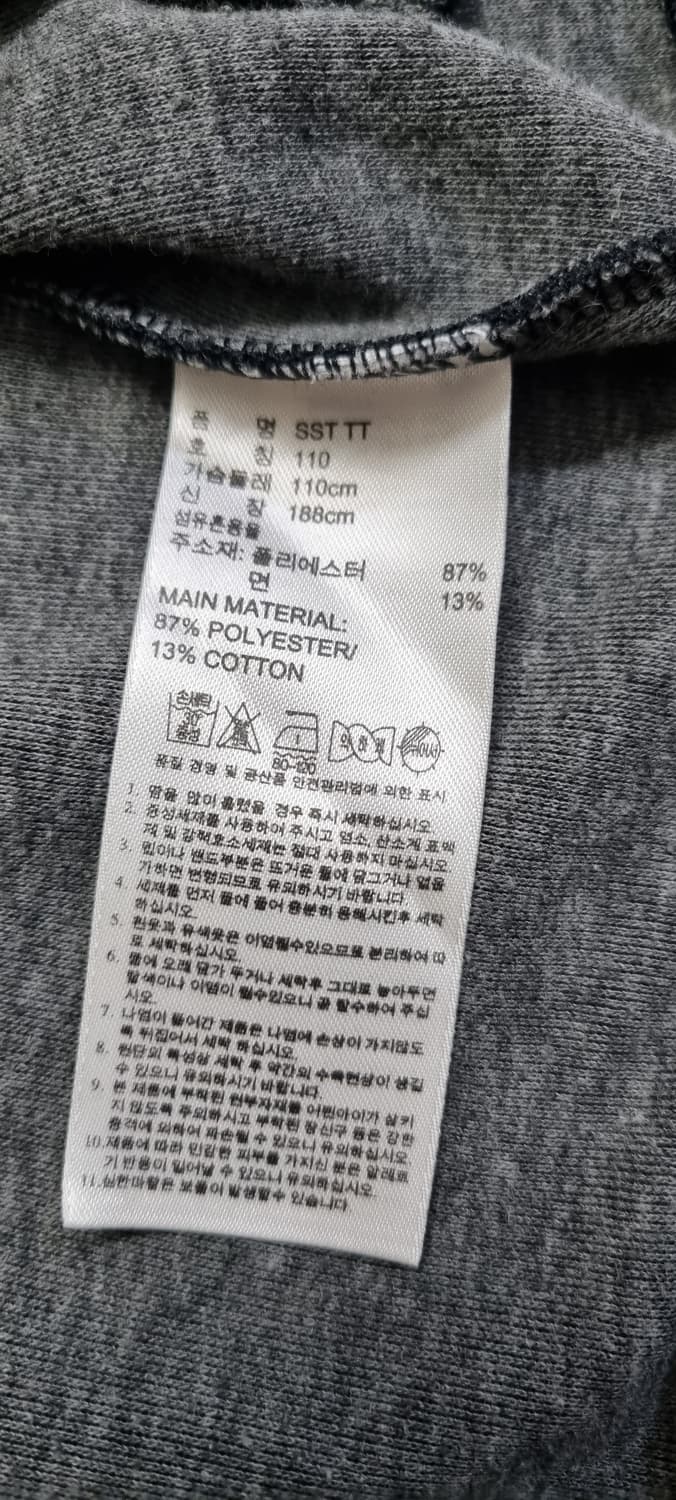 품 명 SST TT
호 칭 110
가슴둘레 110cm
신 장 188cm
섬유혼용율
주소재: 폴리에스터 87%
면 13%
MAIN MATERIAL:
87% POLYESTER/
13% COTTON
손세탁
30°
중성
80-120
품질 경영 및 공산품 안전관리법에 의한 표시
1. 땀을 많이 흘렸을 경우 즉시 세탁하십시오
2. 중성세제를 사용하여 주시고 염소, 산소계 표백
제 및 강력효소세제는 절대 사용하지 마십시오
3. 립이나 밴드부분은 뜨거운 물에 담그거나 열을
가하면 변형되므로 유의하시기 바랍니다
4. 세제를 먼저 물에 풀어 충분히 용해시킨후 세탁
하십시오.
5. 흰옷과 유색옷은 이염될수있으므로 분리하여 따
로 세탁하십시오.
6. 물에 오래 담가 두거나 세탁후 그대로 놓아두면
탈색이나 이염이 될수있으니 곧 탈수하여 주십
시오.
7. 나염이 들어간 제품은 나염에 손상이 가지않도
록 뒤집어서 세탁 하십시오.
8. 원단의 특성상 세탁 후 약간의 수축현상이 생길
수 있으니 유의하시기 바랍니다.
9. 본 제품에 부착된 원부자재를 어린아이가 삼키
지 않도록 주의하시고 부착된 장신구 등은 강한
충격에 의하여 파손될 수 있으니 유의하십시오.
10.제품에 따라 민감한 피부를 가지신 분은 알레르
기 반응이 일어날 수 있으니 유의하십시오.
11.심한마찰은 보풀이 발생할수 있습니다.